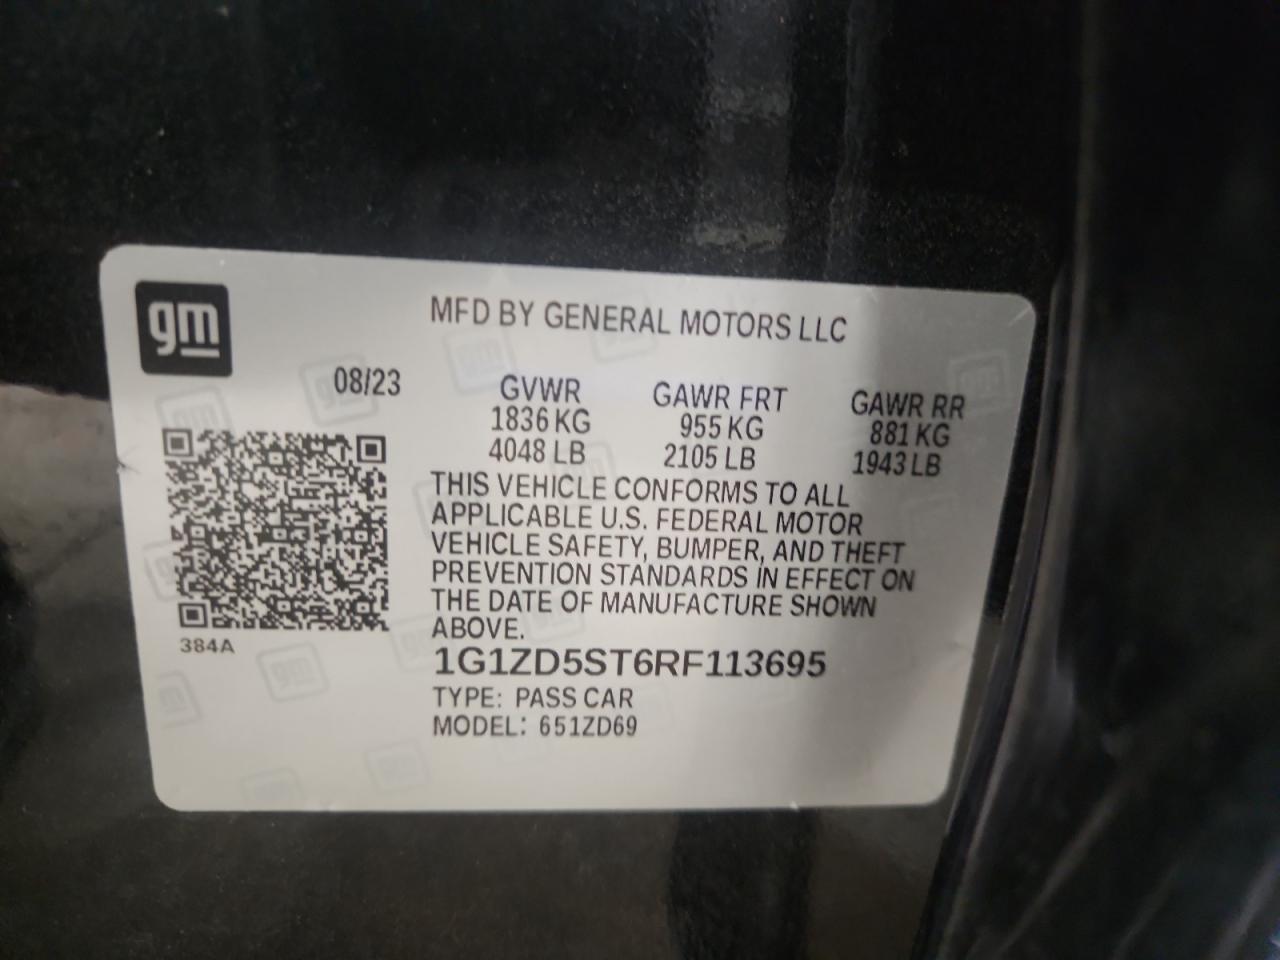 gm
MFD BY GENERAL MOTORS LLC
08/23
GVWR GAWR FRT GAWR RR
1836 KG 955 KG 881 KG
4048 LB 2105 LB 1943 LB
THIS VEHICLE CONFORMS TO ALL
APPLICABLE U.S. FEDERAL MOTOR
VEHICLE SAFETY, BUMPER, AND THEFT
PREVENTION STANDARDS IN EFFECT ON
THE DATE OF MANUFACTURE SHOWN
ABOVE.
384A
1G1ZD5ST6RF113695
TYPE: PASS CAR
MODEL: 651ZD69